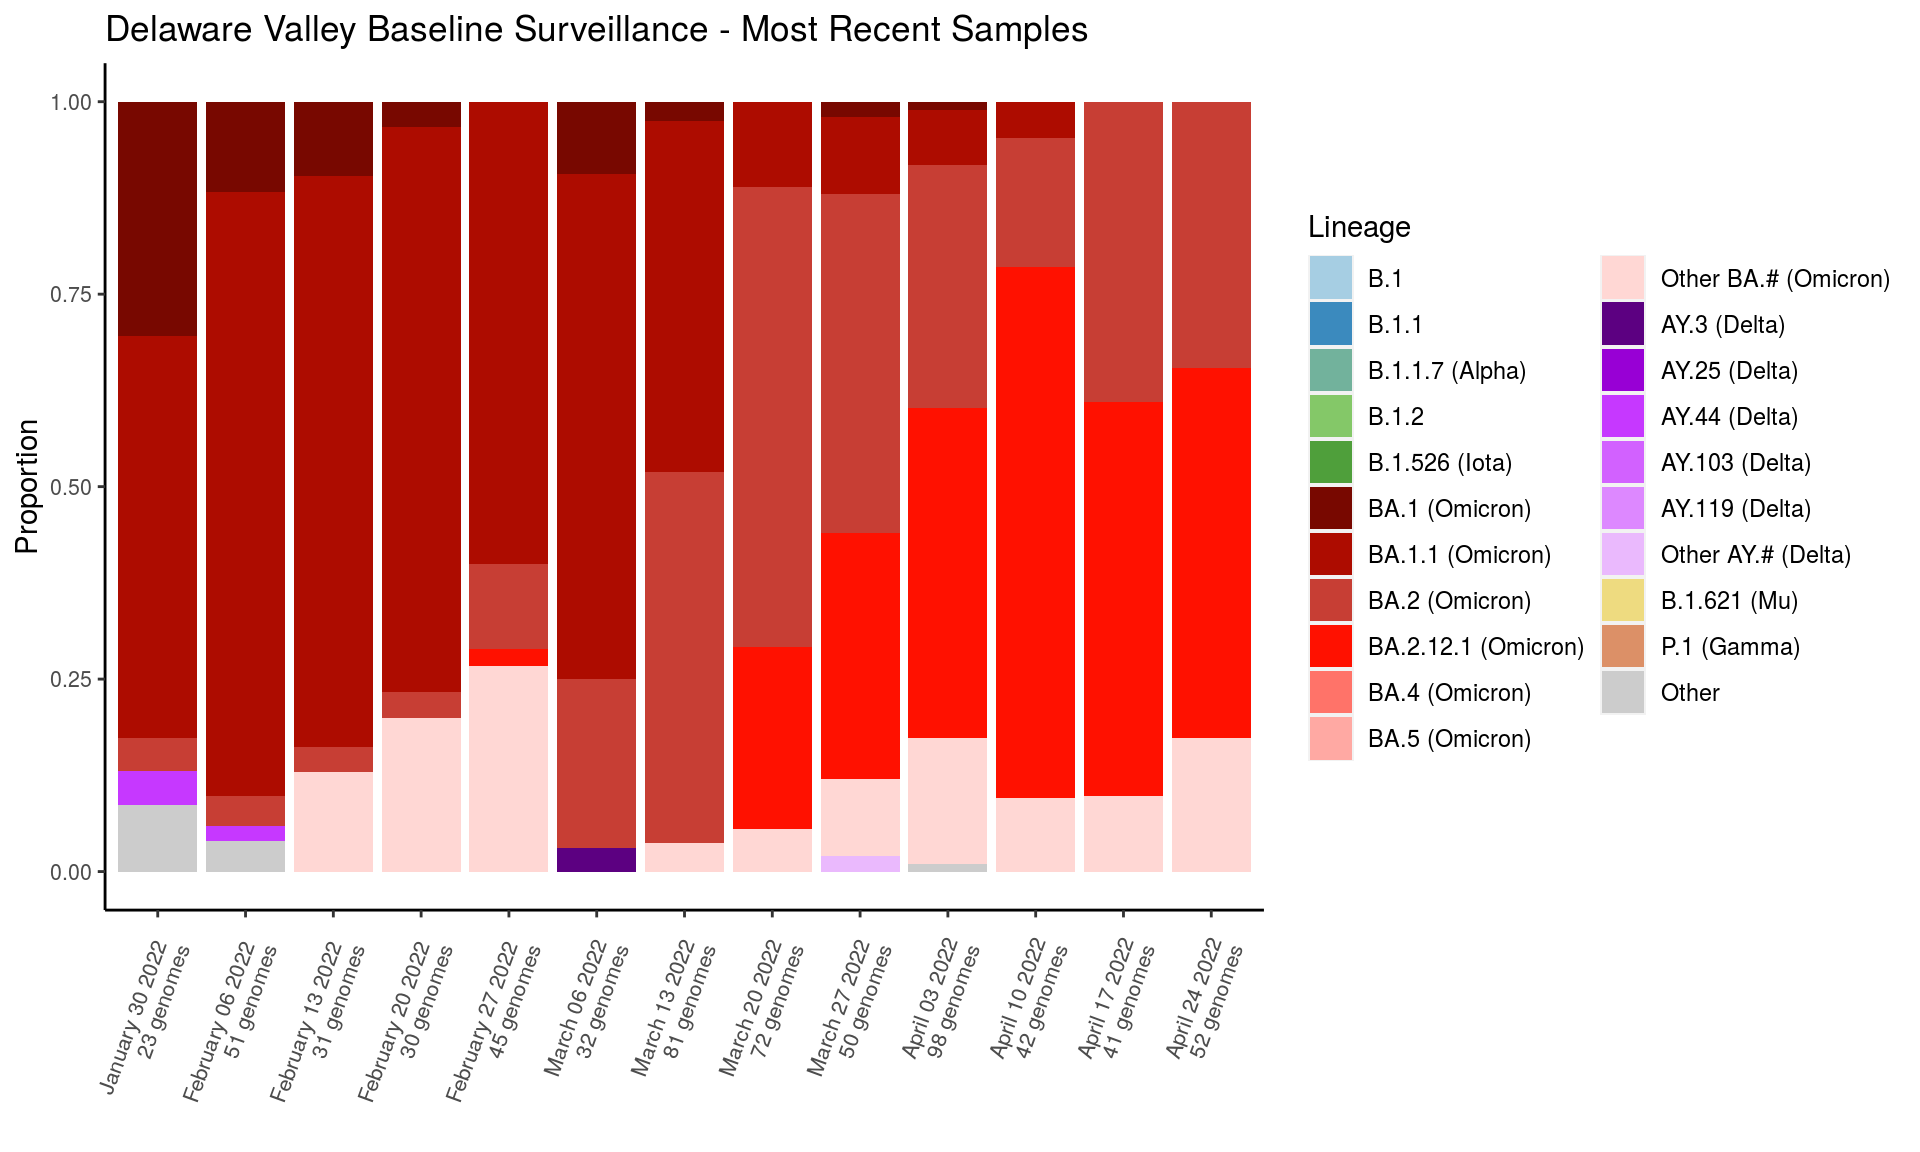 Delaware Valley Baseline Surveillance - Most Recent Samples
Proportion
1.00
0.75
0.50
0.25
0.00
January 30 2022
23 genomes
February 06 2022
51 genomes
February 13 2022
31 genomes
February 20 2022
30 genomes
February 27 2022
45 genomes
March 06 2022
32 genomes
March 13 2022
81 genomes
March 20 2022
72 genomes
March 27 2022
50 genomes
April 03 2022
98 genomes
April 10 2022
42 genomes
April 17 2022
41 genomes
April 24 2022
52 genomes
Lineage
B.1
B.1.1
B.1.1.7 (Alpha)
B.1.2
B.1.526 (Iota)
BA.1 (Omicron)
BA.1.1 (Omicron)
BA.2 (Omicron)
BA.2.12.1 (Omicron)
BA.4 (Omicron)
BA.5 (Omicron)
Other BA.# (Omicron)
AY.3 (Delta)
AY.25 (Delta)
AY.44 (Delta)
AY.103 (Delta)
AY.119 (Delta)
Other AY.# (Delta)
B.1.621 (Mu)
P.1 (Gamma)
Other